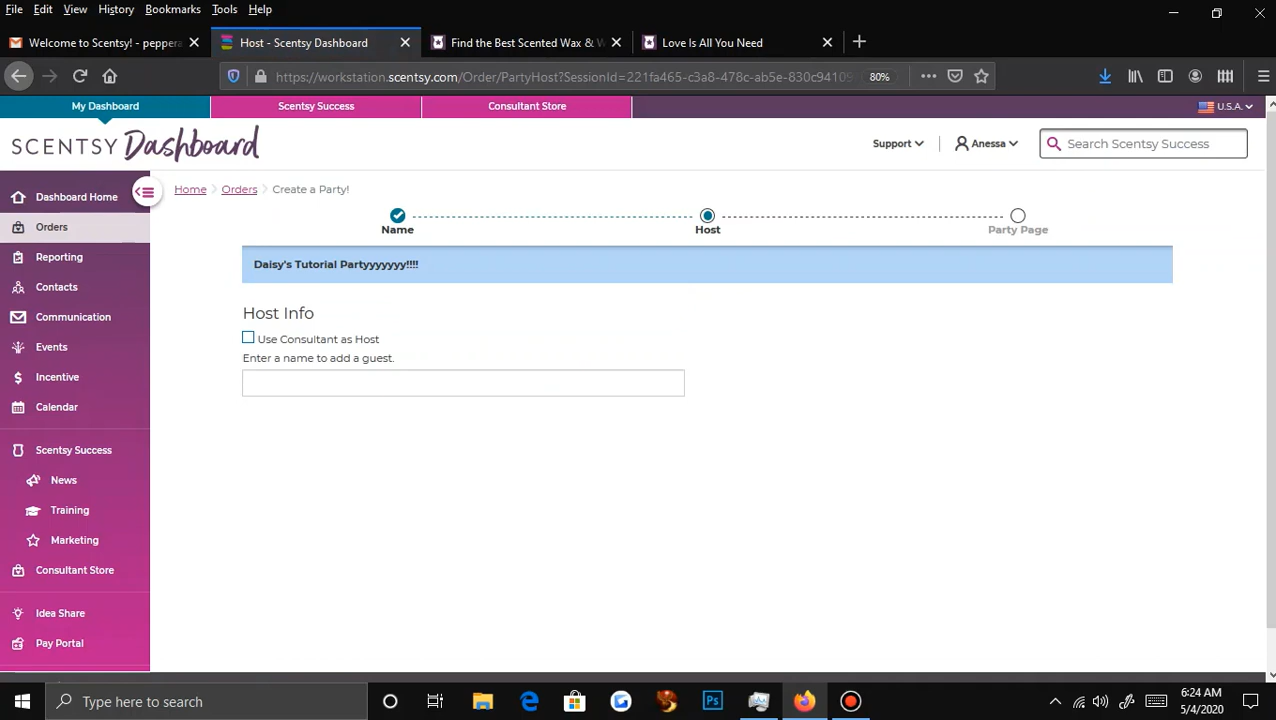 File Edit View History Bookmarks Tools Help
Welcome to Scentsy! - peppera
Host - Scentsy Dashboard
Find the Best Scented Wax & W
Love Is All You Need
https://workstation.scentsy.com/Order/PartyHost?SessionId=221fa465-c3a8-478c-ab5e-830c94109
80%
My Dashboard
Scentsy Success
Consultant Store
U.S.A.
SCENTSY Dashboard
Support
Anessa
Search Scentsy Success
Dashboard Home
Orders
Reporting
Contacts
Communication
Events
Incentive
Calendar
Scentsy Success
News
Training
Marketing
Consultant Store
Idea Share
Pay Portal
Home > Orders > Create a Party!
Name
Host
Party Page
Daisy's Tutorial Partyyyyyyy!!!!
Host Info
Use Consultant as Host
Enter a name to add a guest.
Type here to search
Ps
6:24 AM
5/4/2020